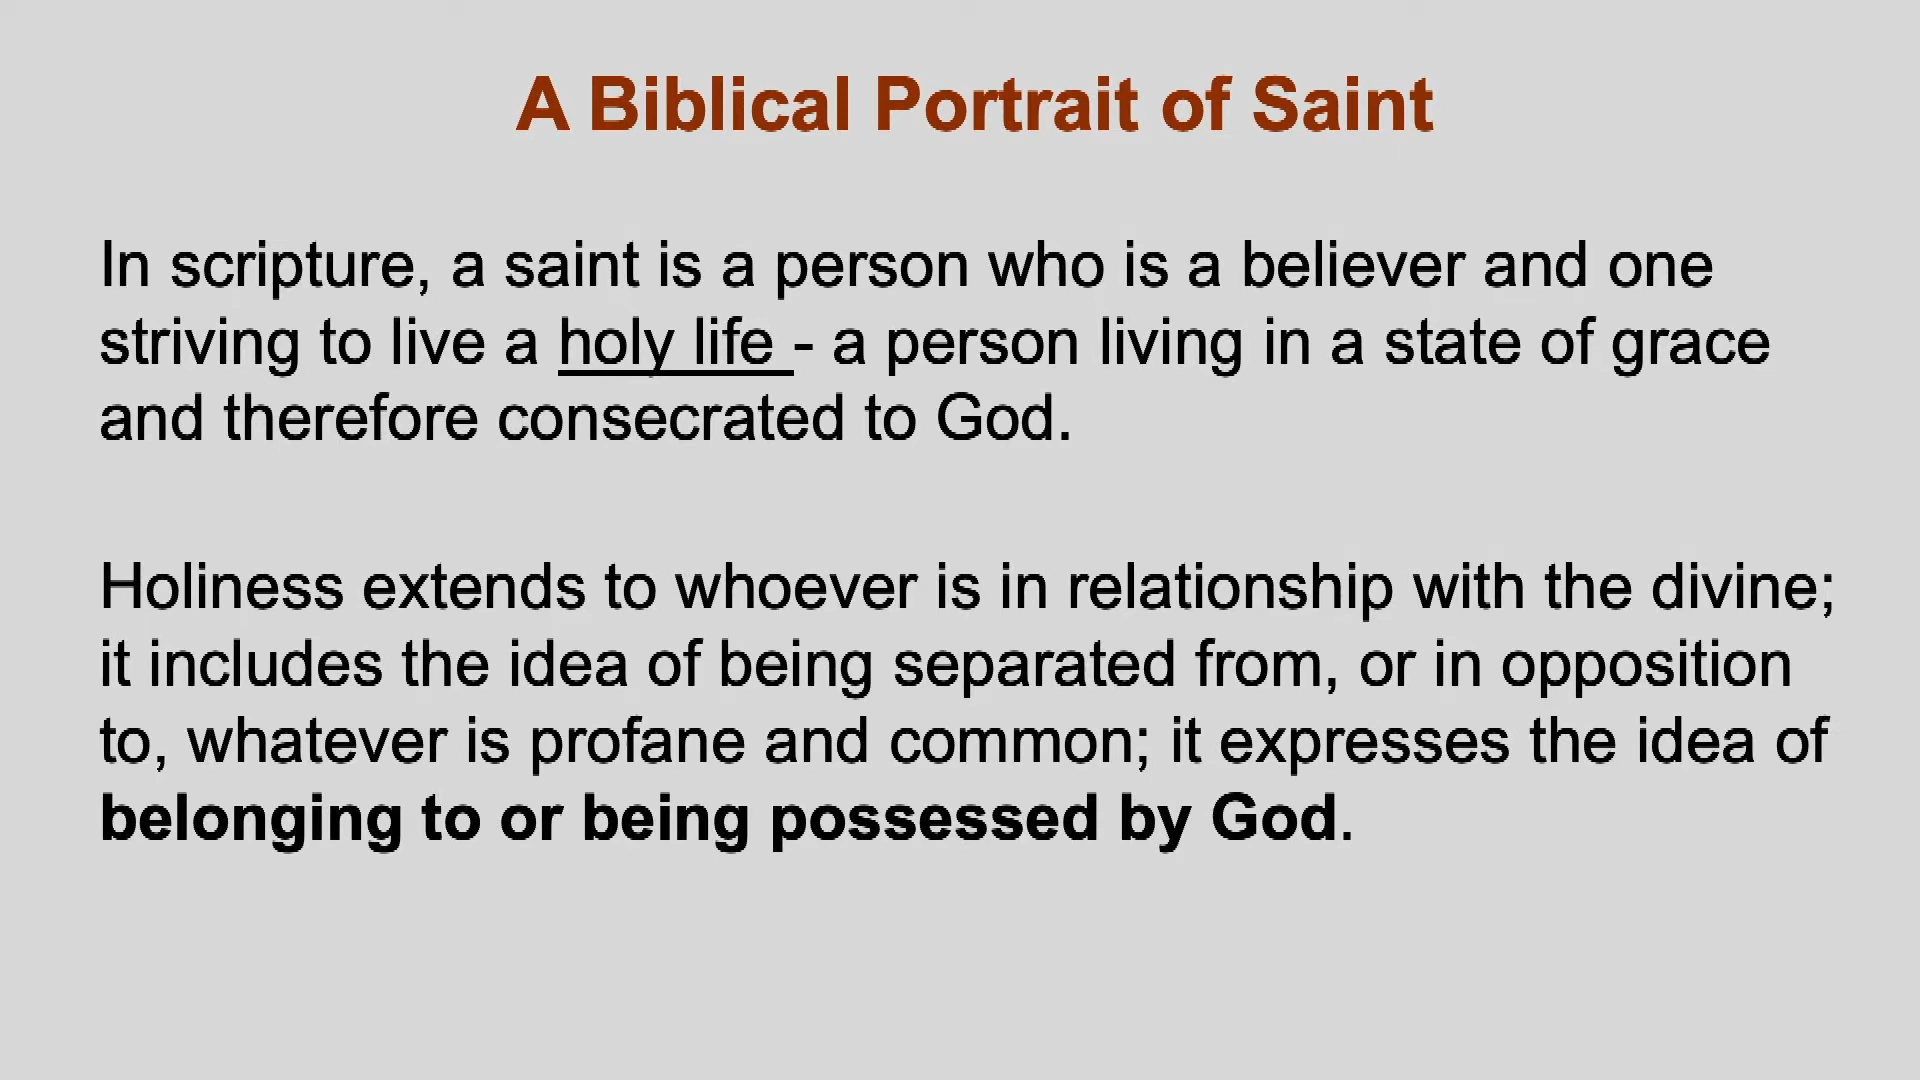 A Biblical Portrait of Saint
In scripture, a saint is a person who is a believer and one
striving to live a holy life - a person living in a state of grace
and therefore consecrated to God.
Holiness extends to whoever is in relationship with the divine;
it includes the idea of being separated from, or in opposition
to, whatever is profane and common; it expresses the idea of
belonging to or being possessed by God.